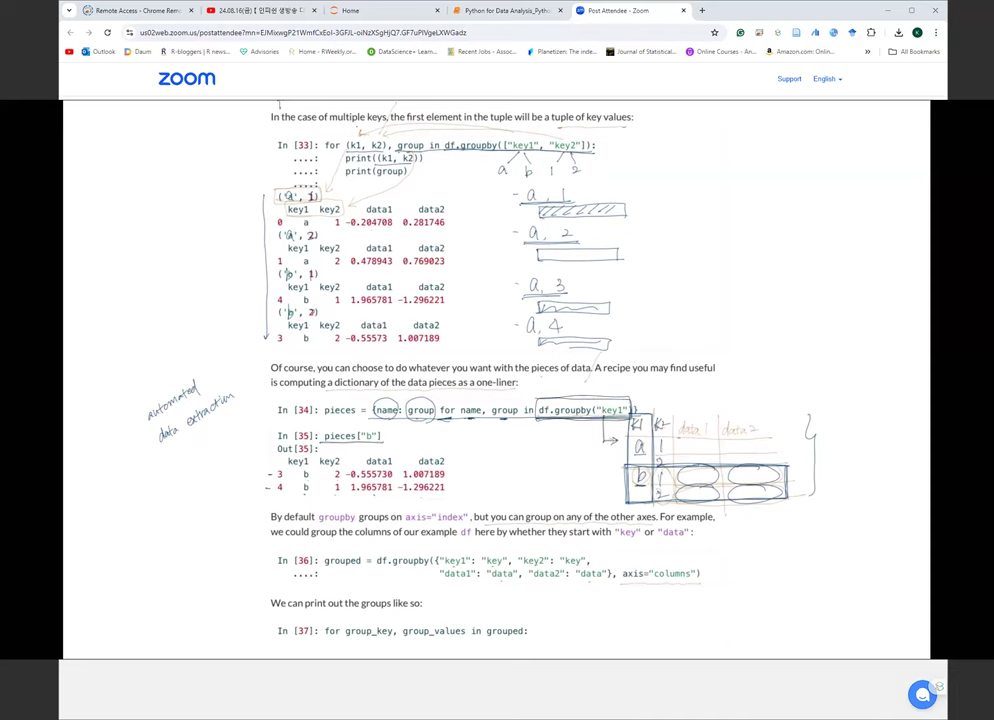 Remote Access - Chrome Remo
24.08.16(금) 【 인파쉰 생방송 다
Home
Python for Data Analysis_Pytho
Post Attendee - Zoom
us02web.zoom.us/postattendee?mn=
Outlook
Daum
R-bloggers | R news...
Advisories
Home - RWeekly.or...
DataScience+ Learn...
Recent Jobs - Accom...
Planetizen: The inde...
Journal of Statistical...
Online Courses - An...
Amazon.com: Onlin...
All Bookmarks
zoom
Support
English
In the case of multiple keys, the first element in the tuple will be a tuple of key values:
In [33]: for (k1, k2), group in df.groupby(["key1", "key2"]):
....: print((k1, k2))
....: print(group)
....:
a b 1 2
('a', 1)
key1 key2 data1 data2
0 a 1 -0.204708 0.281746
('a', 2)
key1 key2 data1 data2
1 a 2 0.478943 0.769023
('b', 1)
key1 key2 data1 data2
4 b 1 1.965781 -1.296221
('b', 2)
key1 key2 data1 data2
3 b 2 -0.55573 1.007189
- a, 1
- a, 2
- a, 3
- a, 4
Of course, you can choose to do whatever you want with the pieces of data. A recipe you may find useful
is computing a dictionary of the data pieces as a one-liner:
automated
data extraction
In [34]: pieces = {name: group for name, group in df.groupby("key1")}
In [35]: pieces["b"]
Out[35]:
key1 key2 data1 data2
3 b 2 -0.555730 1.007189
4 b 1 1.965781 -1.296221
k1 k2 data1 data2
a 1
2
b 1
2
By default groupby groups on axis="index", but you can group on any of the other axes. For example,
we could group the columns of our example df here by whether they start with "key" or "data":
In [36]: grouped = df.groupby({"key1": "key", "key2": "key",
....: "data1": "data", "data2": "data"}, axis="columns")
We can print out the groups like so:
In [37]: for group_key, group_values in grouped: